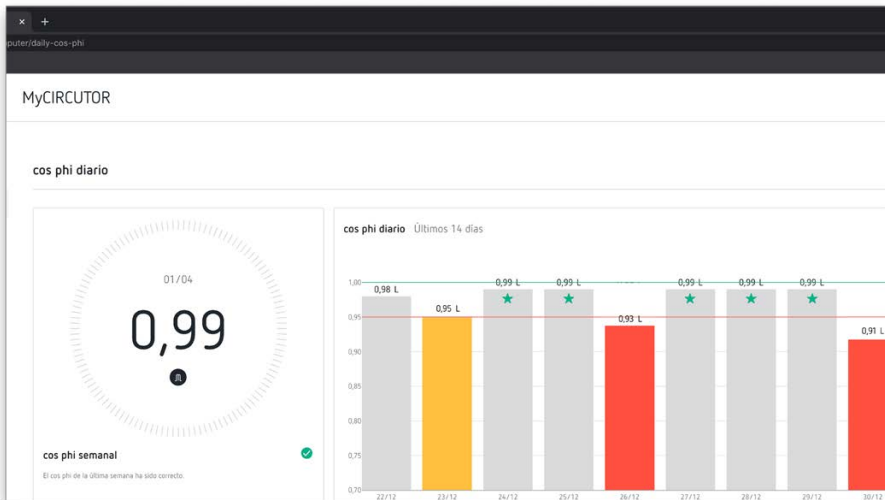 × +
puter/daily-cos-phi
MyCIRCUTOR
cos phi diario
01/04
0,99
cos phi semanal
El cos phi de la última semana ha sido correcto.
cos phi diario Últimos 14 días
1,00
0,95
0,90
0,85
0,80
0,75
0,70
0,98 L
0,95 L
0,99 L
0,99 L
0,93 L
0,99 L
0,99 L
0,99 L
0,91 L
22/12
23/12
24/12
25/12
26/12
27/12
28/12
29/12
30/12